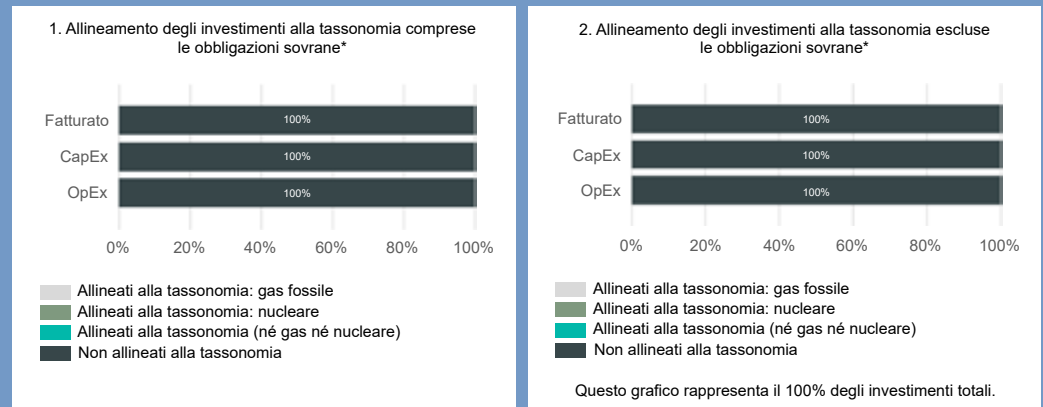 1. Allineamento degli investimenti alla tassonomia comprese
le obbligazioni sovrane*
Fatturato
100%
CapEx
100%
OpEx
100%
0% 20% 40% 60% 80% 100%
Allineati alla tassonomia: gas fossile
Allineati alla tassonomia: nucleare
Allineati alla tassonomia (né gas né nucleare)
Non allineati alla tassonomia
2. Allineamento degli investimenti alla tassonomia escluse
le obbligazioni sovrane*
Fatturato
100%
CapEx
100%
OpEx
100%
0% 20% 40% 60% 80% 100%
Allineati alla tassonomia: gas fossile
Allineati alla tassonomia: nucleare
Allineati alla tassonomia (né gas né nucleare)
Non allineati alla tassonomia
Questo grafico rappresenta il 100% degli investimenti totali.